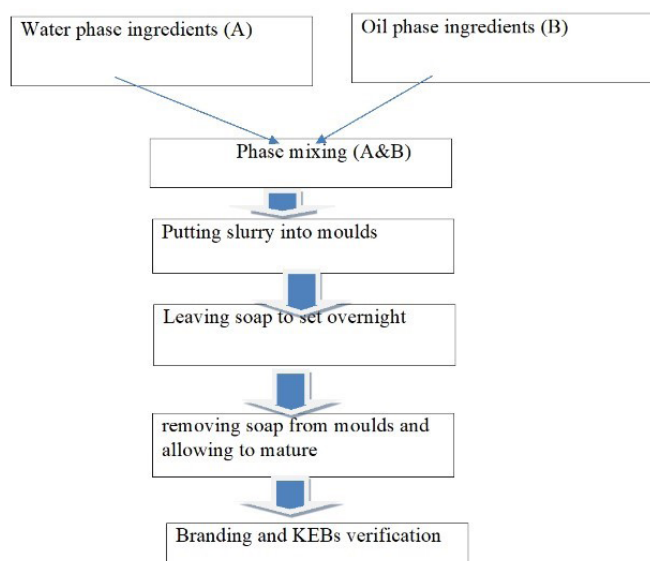 Water phase ingredients (A)
Oil phase ingredients (B)
Phase mixing (A&B)
Putting slurry into moulds
Leaving soap to set overnight
removing soap from moulds and
allowing to mature
Branding and KEBs verification